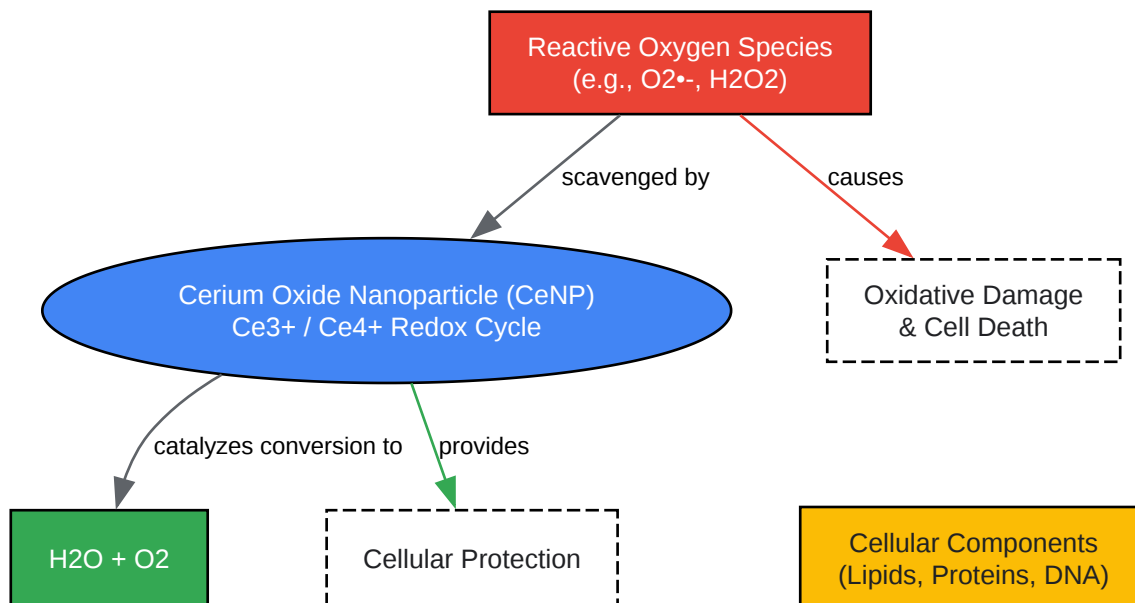 Reactive Oxygen Species
(e.g., O2•-, H2O2)
scavenged by
causes
Cerium Oxide Nanoparticle (CeNP)
Ce3+ / Ce4+ Redox Cycle
Oxidative Damage
& Cell Death
catalyzes conversion to
provides
H2O + O2
Cellular Protection
Cellular Components
(Lipids, Proteins, DNA)